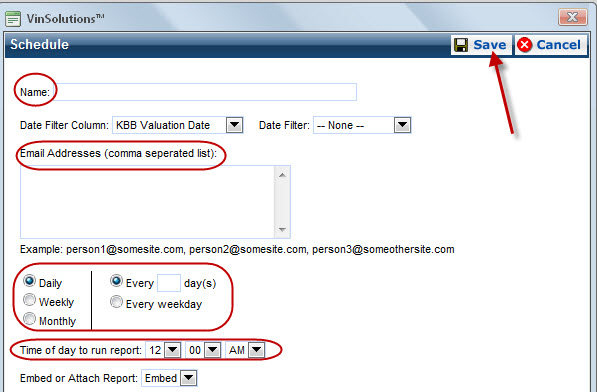 VinSolutions™
Schedule
Save
Cancel
Name:
Date Filter Column: KBB Valuation Date Date Filter: -- None --
Email Addresses (comma seperated list):
Example: person1@somesite.com, person2@somesite.com, person3@someothersite.com
Daily Every day(s)
Weekly Every weekday
Monthly
Time of day to run report: 12 00 AM
Embed or Attach Report: Embed